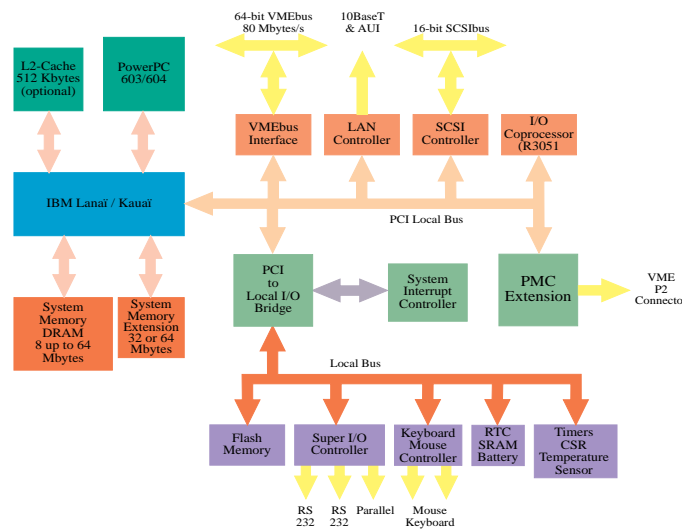 64-bit VMEbus
80 Mbytes/s
10BaseT
& AUI
16-bit SCSIbus
L2-Cache
512 Kbytes
(optional)
PowerPC
603/604
VMEbus
Interface
LAN
Controller
SCSI
Controller
I/O
Coprocessor
(R3051
IBM Lanaï / Kauaï
PCI Local Bus
PCI
to
Local I/O
Bridge
System
Interrupt
Controller
PMC
Extension
VME
P2
Connecto
System
Memory
DRAM
8 up to 64
Mbytes
System
Memory
Extension
32 or 64
Mbytes
Local Bus
Flash
Memory
Super I/O
Controller
Keyboard
Mouse
Controller
RTC
SRAM
Battery
Timers
CSR
Temperature
Sensor
RS
232
RS
232
Parallel
Mouse
Keyboard